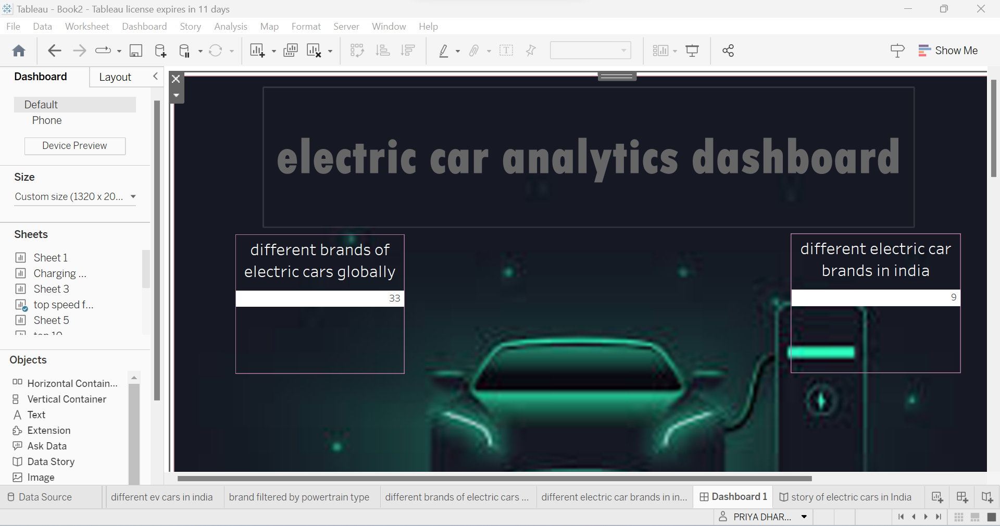 Tableau - Book2 - Tableau license expires in 11 days
File Data Worksheet Dashboard Story Analysis Map Format Server Window Help
Show Me
Dashboard
Layout
Default
Phone
Device Preview
Size
Custom size (1320 x 20...
Sheets
Sheet 1
Charging ...
Sheet 3
top speed f...
Sheet 5
top 10
Objects
Horizontal Contain...
Vertical Container
Text
Extension
Ask Data
Data Story
Image
electric car analytics dashboard
different brands of
electric cars globally
33
different electric car
brands in india
9
Data Source
different ev cars in india
brand filtered by powertrain type
different brands of electric cars ...
different electric car brands in in...
Dashboard 1
story of electric cars in India
PRIYA DHAR...